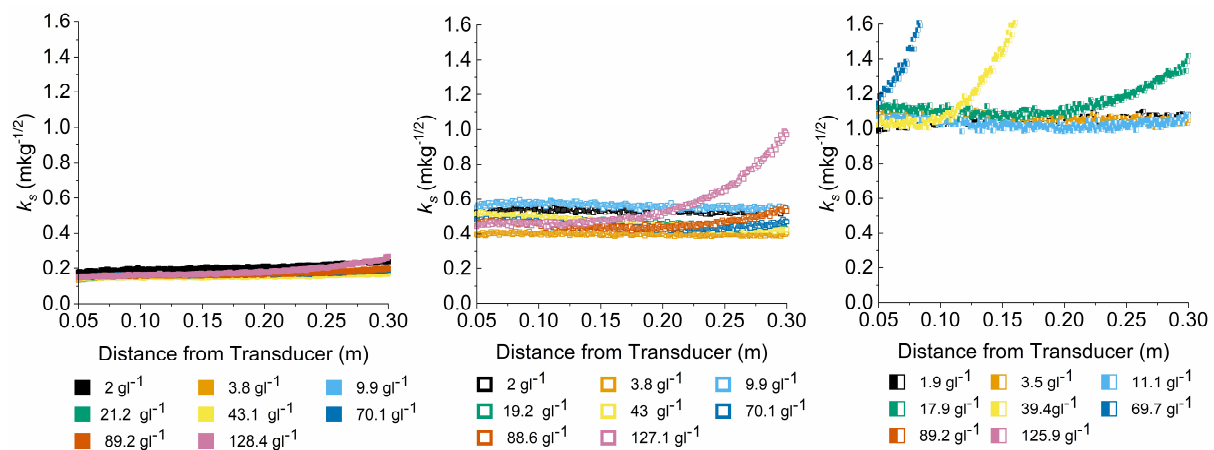 1.6
1.4
1.2
1.0
0.8
0.6
0.4
0.2
0.0
ks (mkg-1/2)
0.05 0.10 0.15 0.20 0.25 0.30
Distance from Transducer (m)
2 gl-1 3.8 gl-1 9.9 gl-1
21.2 gl-1 43.1 gl-1 70.1 gl-1
89.2 gl-1 128.4 gl-1
1.6
1.4
1.2
1.0
0.8
0.6
0.4
0.2
0.0
ks (mkg-1/2)
0.05 0.10 0.15 0.20 0.25 0.30
Distance from Transducer (m)
2 gl-1 3.8 gl-1 9.9 gl-1
19.2 gl-1 43 gl-1 70.1 gl-1
88.6 gl-1 127.1 gl-1
1.6
1.4
1.2
1.0
0.8
0.6
0.4
0.2
0.0
ks (mkg-1/2)
0.05 0.10 0.15 0.20 0.25 0.30
Distance from Transducer (m)
1.9 gl-1 3.5 gl-1 11.1 gl-1
17.9 gl-1 39.4 gl-1 69.7 gl-1
89.2 gl-1 125.9 gl-1